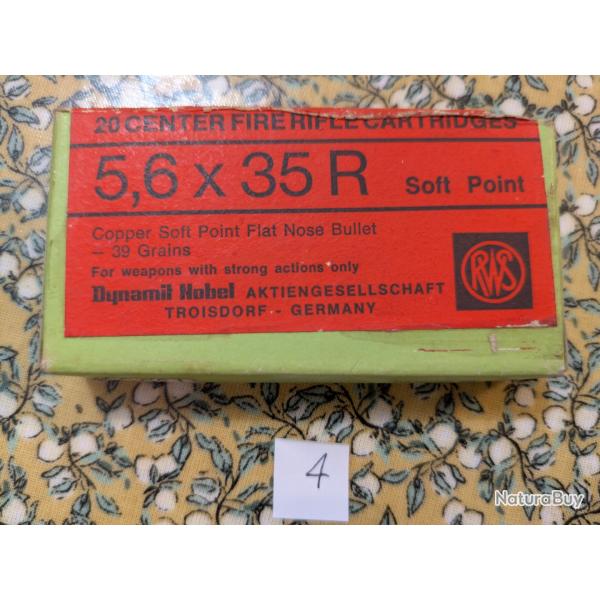 20 CENTER FIRE RIFLE CARTRIDGES
5,6 x 35 R Soft Point
Copper Soft Point Flat Nose Bullet
– 39 Grains
For weapons with strong actions only
Dynamit Nobel AKTIENGESELLSCHAFT
TROISDORF - GERMANY
RWS
4
NaturaBuy